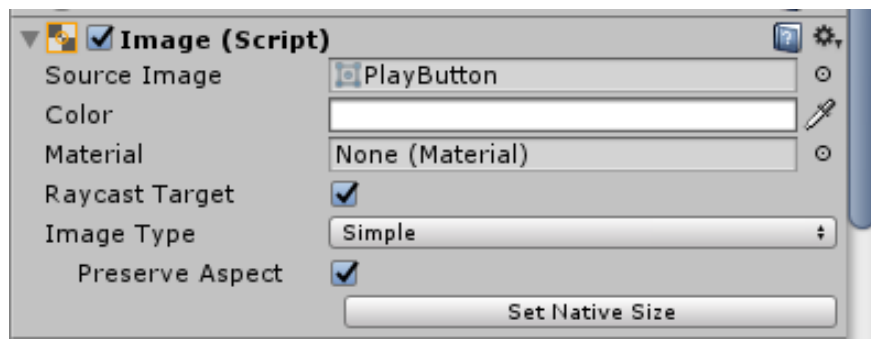 Image (Script)
Source Image PlayButton
Color
Material None (Material)
Raycast Target
Image Type Simple
Preserve Aspect
Set Native Size